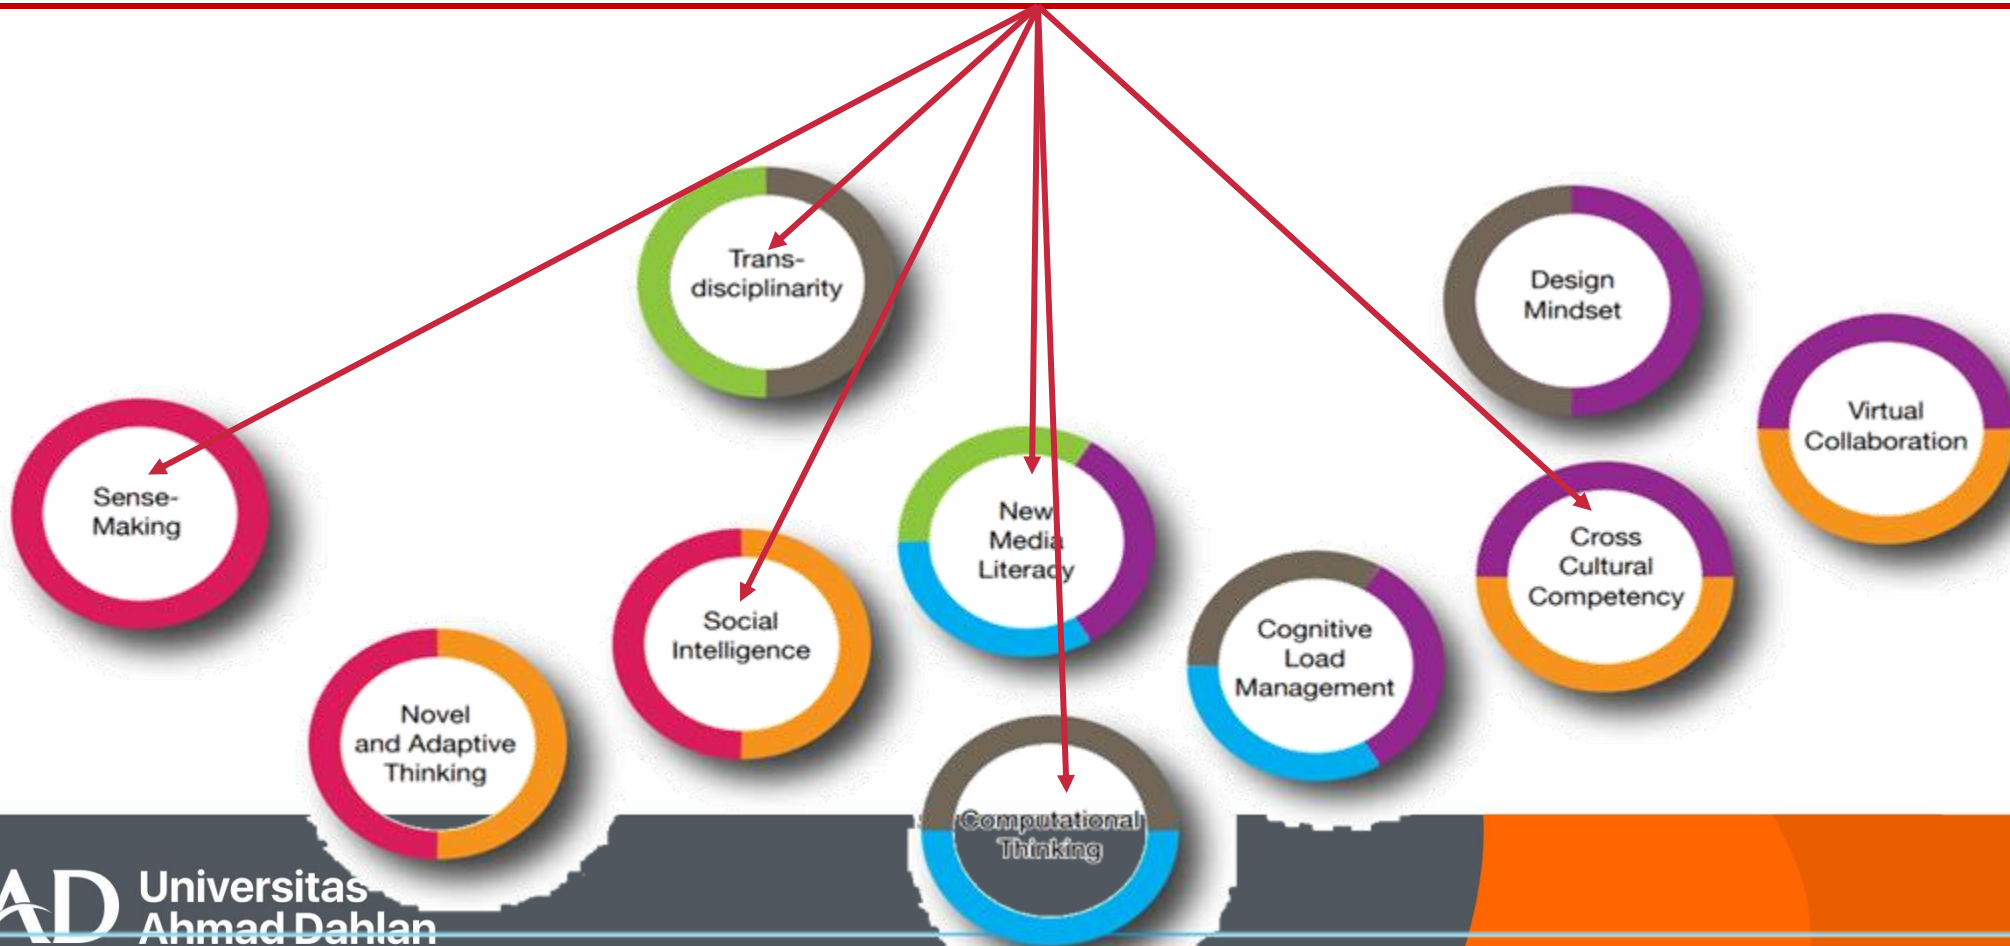 Trans-
disciplinarity
Design
Mindset
Virtual
Collaboration
Sense-
Making
New
Media
Literacy
Cross
Cultural
Competency
Social
Intelligence
Cognitive
Load
Management
Novel
and Adaptive
Thinking
Computational
Thinking
AD
Universitas
Ahmad Dahlan